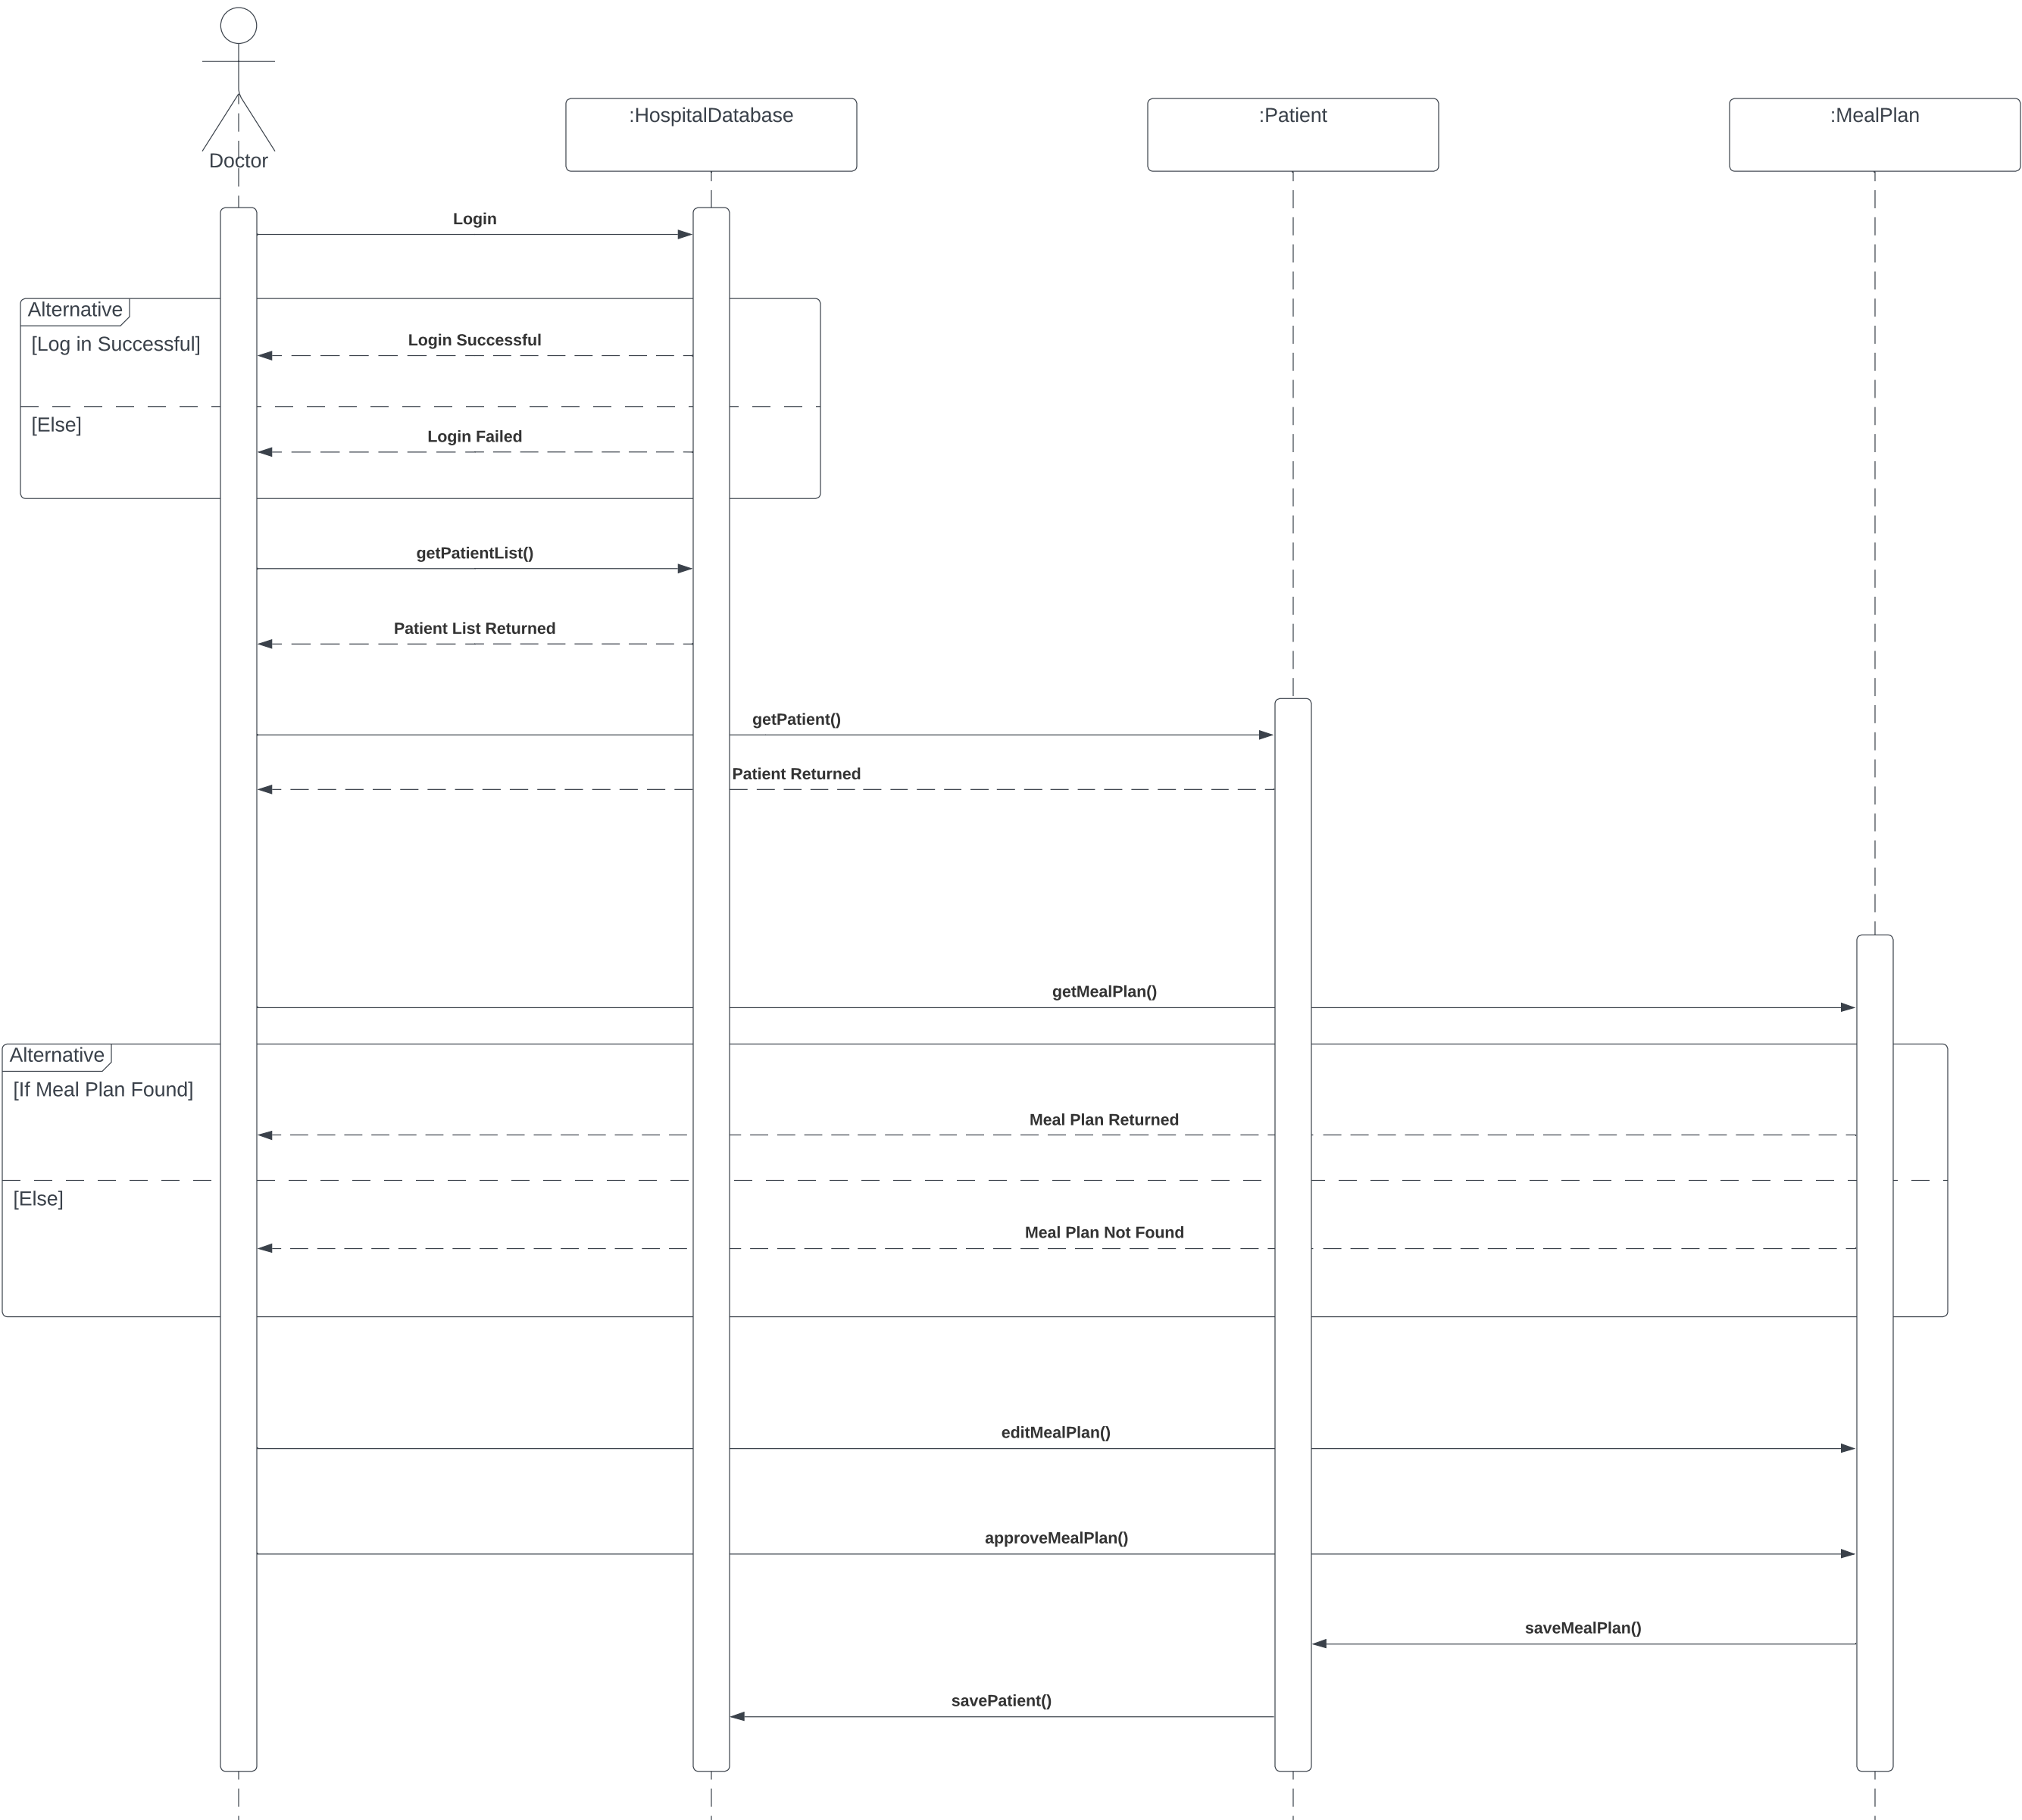 Doctor
:HospitalDatabase
:Patient
:MealPlan
Login
Alternative
[Log in Successful]
Login Successful
[Else]
Login Failed
getPatientList()
Patient List Returned
getPatient()
Patient Returned
getMealPlan()
Alternative
[If Meal Plan Found]
Meal Plan Returned
[Else]
Meal Plan Not Found
editMealPlan()
approveMealPlan()
saveMealPlan()
savePatient()